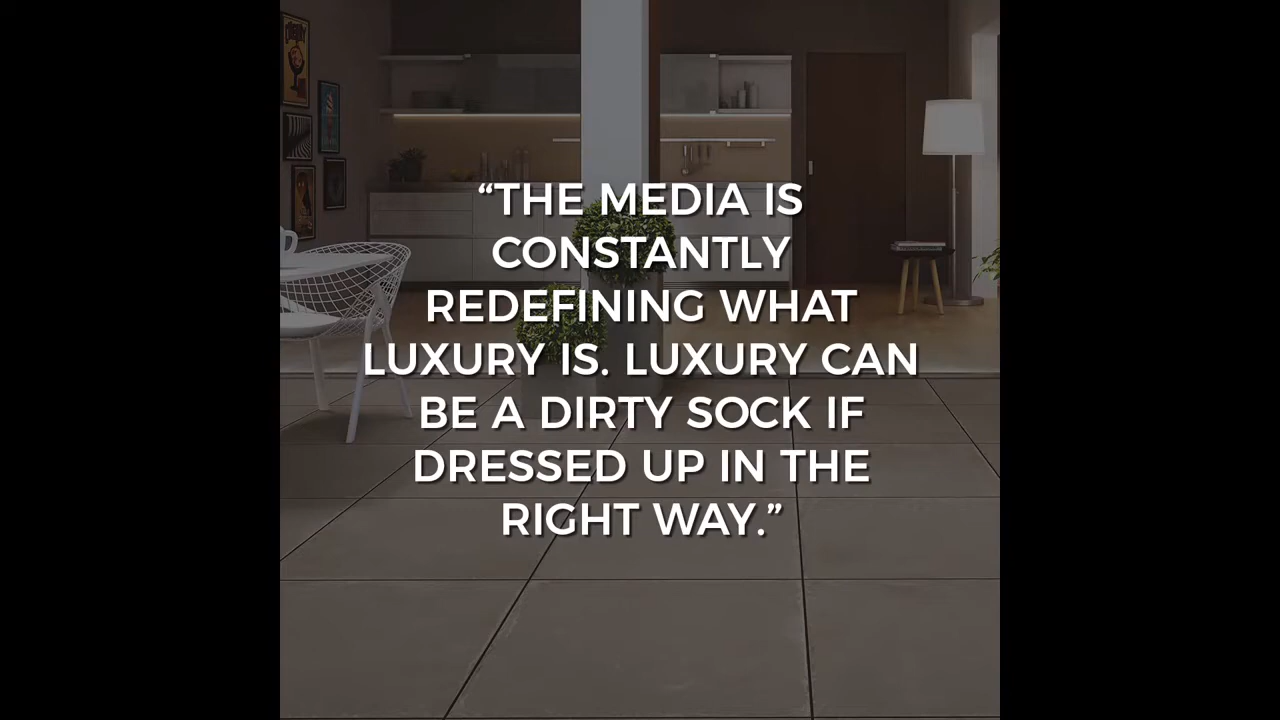 “THE MEDIA IS
CONSTANTLY
REDEFINING WHAT
LUXURY IS. LUXURY CAN
BE A DIRTY SOCK IF
DRESSED UP IN THE
RIGHT WAY.”